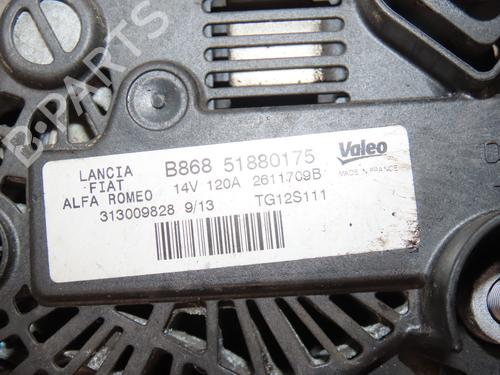 B-PARTS
LANCIA
FIAT
ALFA ROMEO
B868 51880175
14V 120A 2611709B
313009828 9/13
TG12S111
Valeo
MADE IN FRANCE